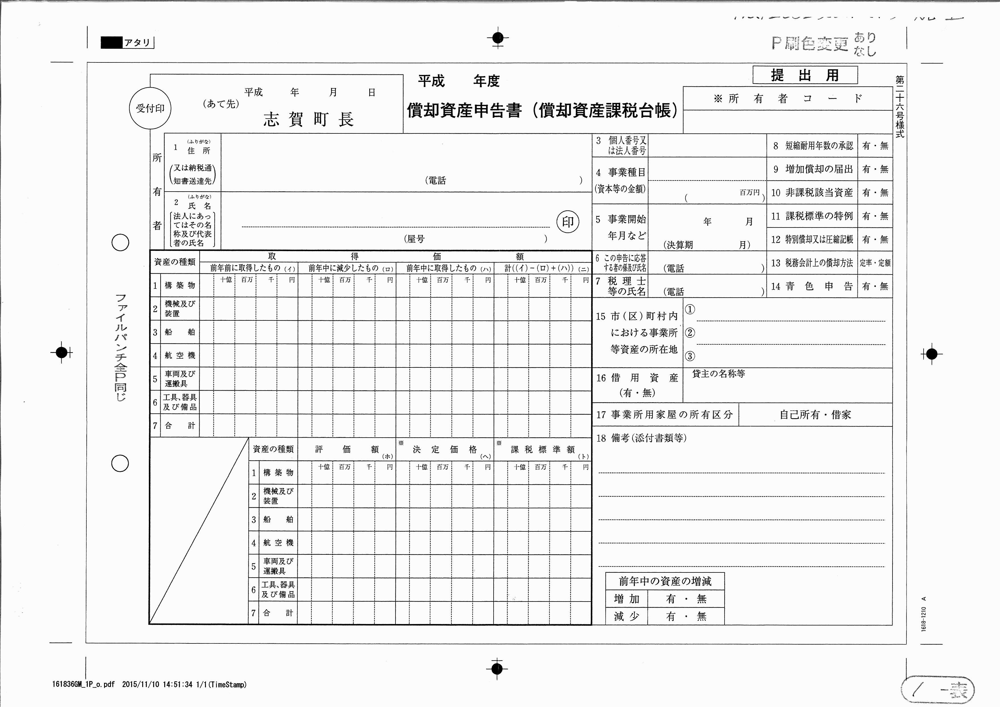 アタリ
P刷色変更 あり
なし
提出用
第二十六号様式
受付印
平成 年 月 日
(あて先)
志賀町長
平成 年度
償却資産申告書(償却資産課税台帳)
※所有者コード
所有者
1 (ふりがな)
住所
(又は納税通
知書送達先)
(電話 )
2 (ふりがな)
氏名
法人にあっ
てはその名
称及び代表
者の氏名
印
(屋号 )
3 個人番号又
は法人番号
4 事業種目
(資本等の金額)
( 百万円)
5 事業開始
年月など
年 月
(決算期 月)
6 この申告に応答
する者の係及び氏名
(電話 )
7 税理士
等の氏名
(電話 )
8 短縮耐用年数の承認 有・無
9 増加償却の届出 有・無
10 非課税該当資産 有・無
11 課税標準の特例 有・無
12 特別償却又は圧縮記帳 有・無
13 税務会計上の償却方法 定率・定額
14 青色申告 有・無
資産の種類 取得価額
前年前に取得したもの(イ) 前年中に減少したもの(ロ) 前年中に取得したもの(ハ) 計((イ)-(ロ)+(ハ))(ニ)
1 構築物 十億 百万 千 円 十億 百万 千 円 十億 百万 千 円 十億 百万 千 円
2 機械及び
装置
3 船舶
4 航空機
5 車両及び
運搬具
6 工具、器具
及び備品
7 合計
資産の種類 評価額(ホ) ※決定価格(ヘ) ※課税標準額(ト)
1 構築物 十億 百万 千 円 十億 百万 千 円 十億 百万 千 円
2 機械及び
装置
3 船舶
4 航空機
5 車両及び
運搬具
6 工具、器具
及び備品
7 合計
15 市(区)町村内
における事業所
等資産の所在地
①
②
③
16 借用資産
(有・無)
貸主の名称等
17 事業所用家屋の所有区分 自己所有・借家
18 備考(添付書類等)
前年中の資産の増減
増加 有・無
減少 有・無
ファイルパンチ全P同じ
1618-1210 A
161836GM_1P_o.pdf 2015/11/10 14:51:34 1/1(TimeStamp)
1 -表